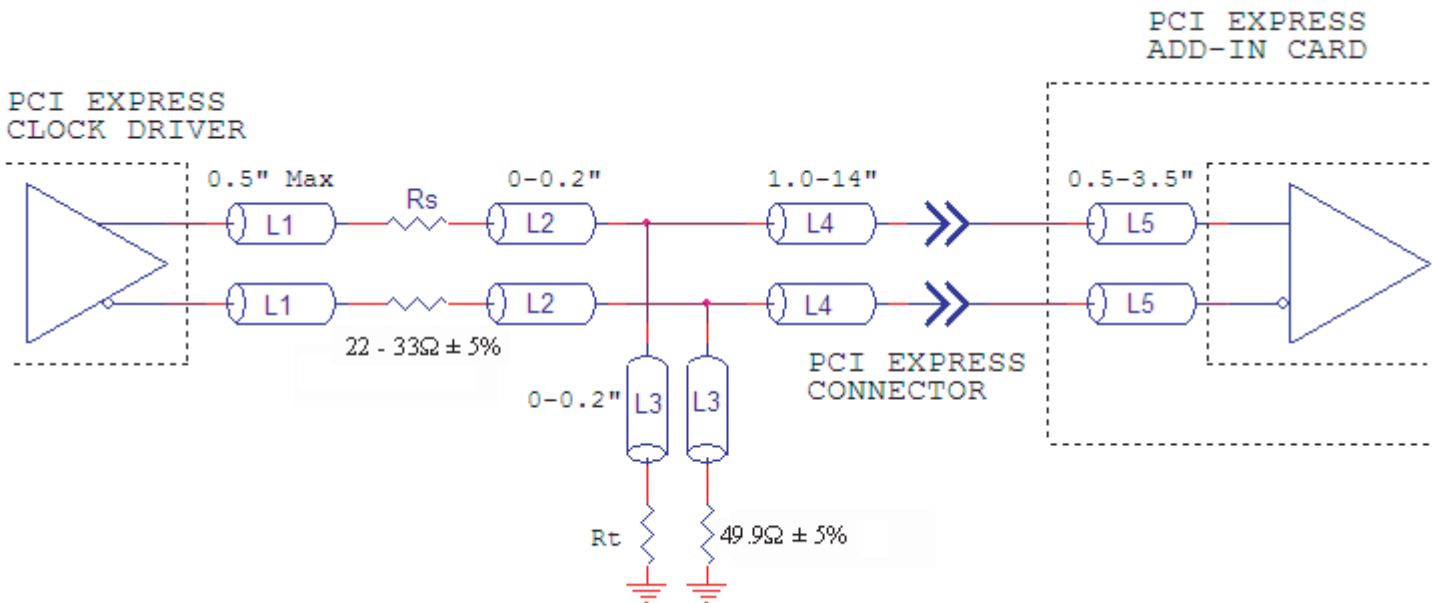 PCI EXPRESS
ADD-IN CARD
PCI EXPRESS
CLOCK DRIVER
0.5" Max
0-0.2"
1.0-14"
0.5-3.5"
Rs
L1
L2
L4
L5
L1
L2
L4
L5
22 - 33Ω ± 5%
PCI EXPRESS
CONNECTOR
0-0.2"
L3
L3
Rt
49.9Ω ± 5%